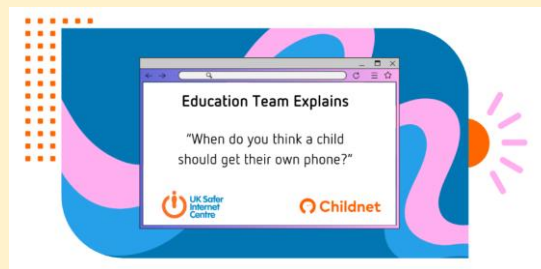 Education Team Explains
"When do you think a child
should get their own phone?"
UK Safer
Internet
Centre
Childnet